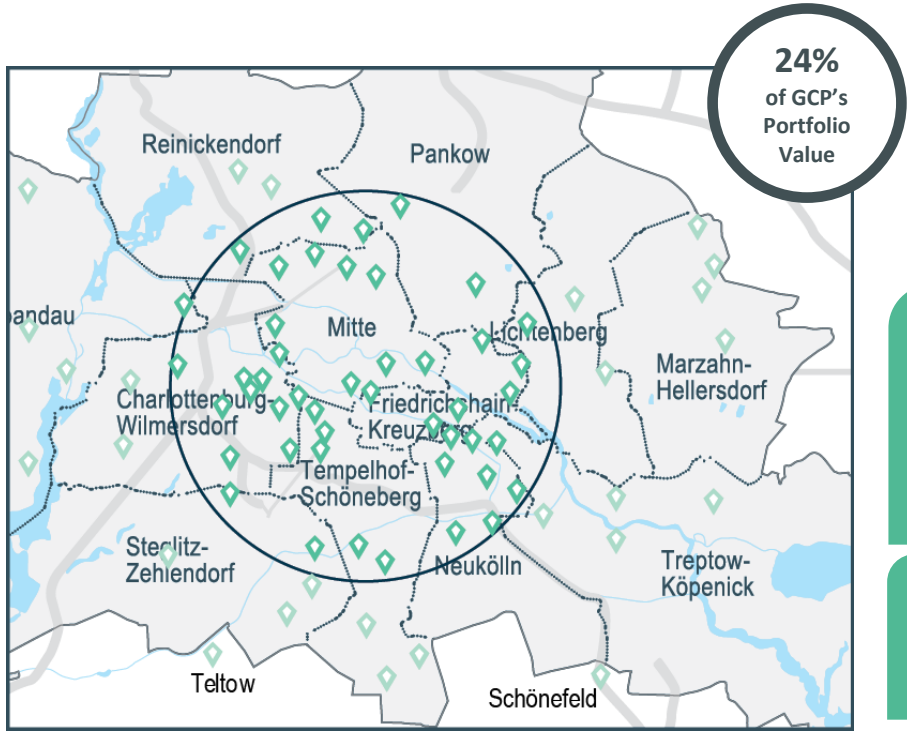 24%
of GCP's
Portfolio
Value
Reinickendorf
Pankow
andau
Mitte
Lichtenberg
Marzahn-
Hellersdorf
Charlottenburg-
Wilmersdorf
Friedrichshain-
Kreuzberg
Tempelhof-
Schöneberg
Steglitz-
Zehlendorf
Neukölln
Treptow-
Köpenick
Teltow
Schönefeld